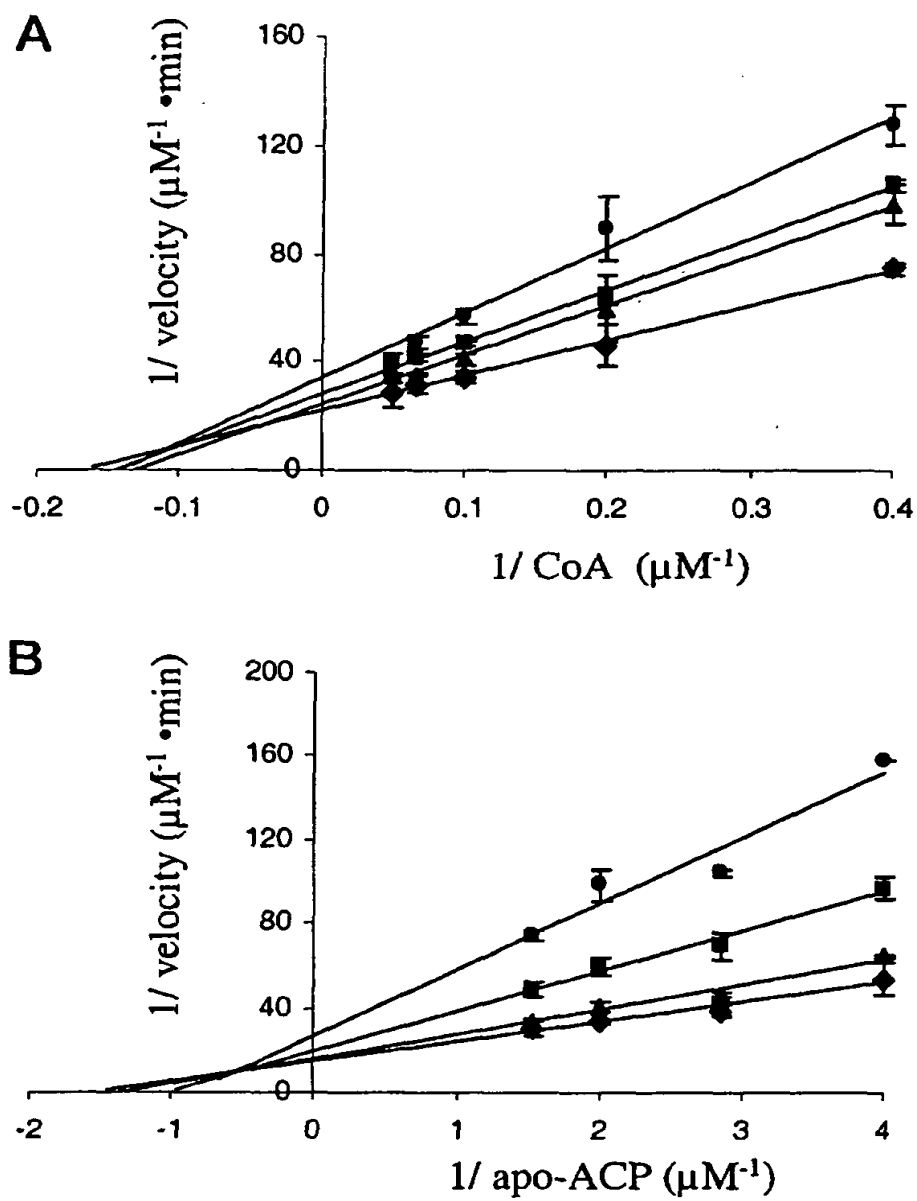 A
1/ velocity (µM⁻¹ •min)
160
120
80
40
0
-0.2 -0.1 0 0.1 0.2 0.3 0.4
1/ CoA (µM⁻¹)
B
1/ velocity (µM⁻¹ •min)
200
160
120
80
40
0
-2 -1 0 1 2 3 4
1/ apo-ACP (µM⁻¹)